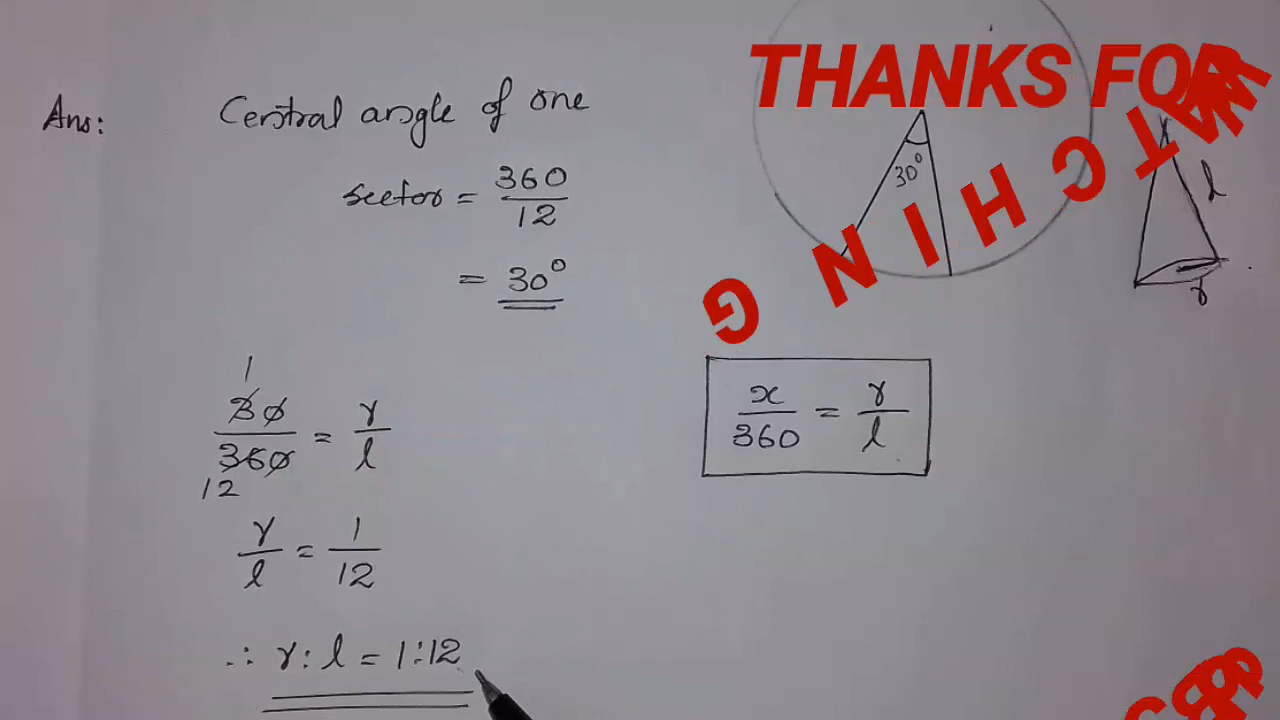 THANKS FOR
WATCHING
Ans: Central angle of one
sector = 360/12
= 30°
30°
l
r
1
30/360 = r/l
12
x/360 = r/l
r/l = 1/12
∴ r : l = 1:12